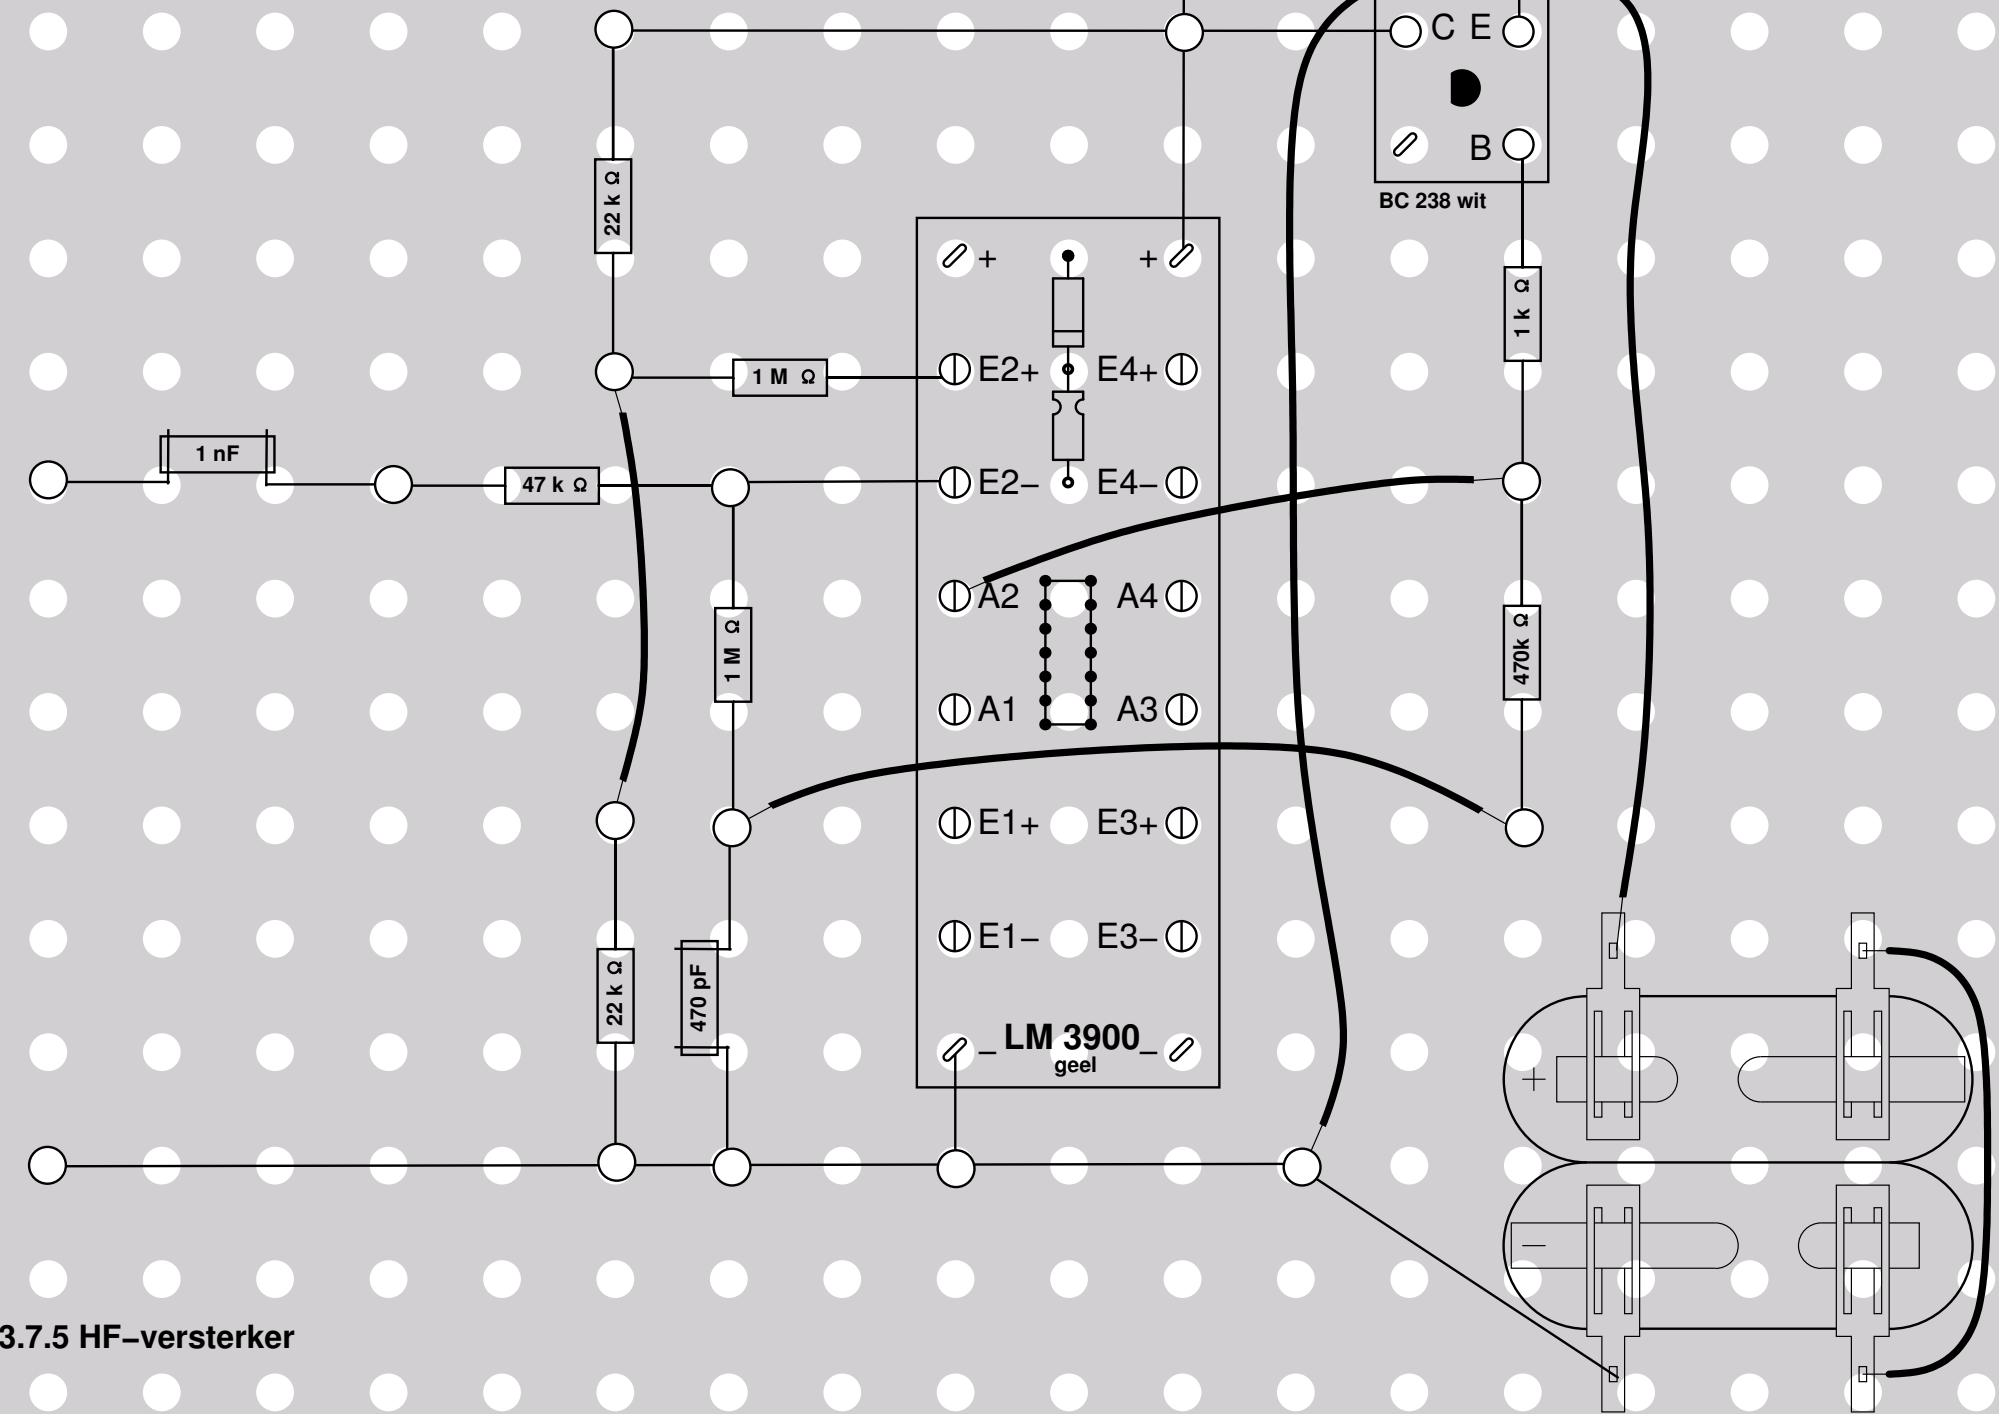 C E
B
BC 238 wit
22 k Ω
+ +
1 k Ω
1 M Ω
E2+ E4+
1 nF
47 k Ω
E2− E4−
A2 A4
1 M Ω
470k Ω
A1 A3
E1+ E3+
E1− E3−
22 k Ω
470 pF
− LM 3900 −
geel
+
−
3.7.5 HF−versterker